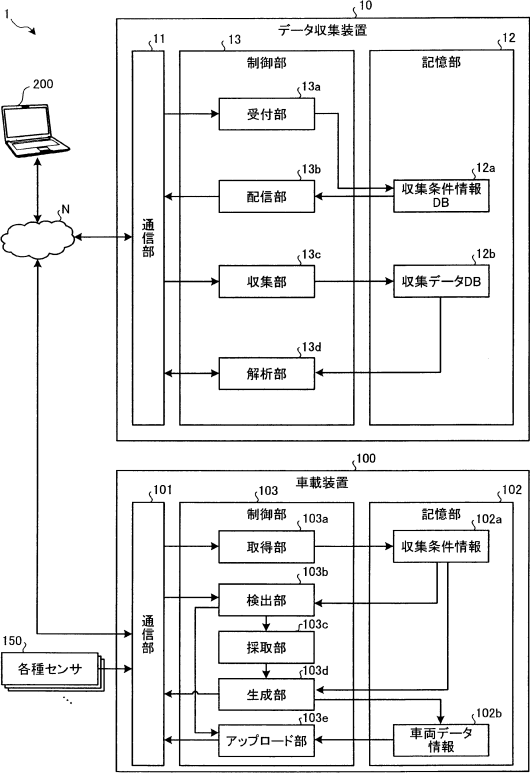 1
10
データ収集装置
11
13
制御部
12
記憶部
200
13a
受付部
13b
配信部
12a
収集条件情報
DB
N
通信部
13c
収集部
12b
収集データDB
13d
解析部
100
車載装置
101
103
制御部
102
記憶部
103a
取得部
102a
収集条件情報
103b
検出部
通信部
103c
採取部
150
各種センサ
103d
生成部
103e
アップロード部
102b
車両データ
情報